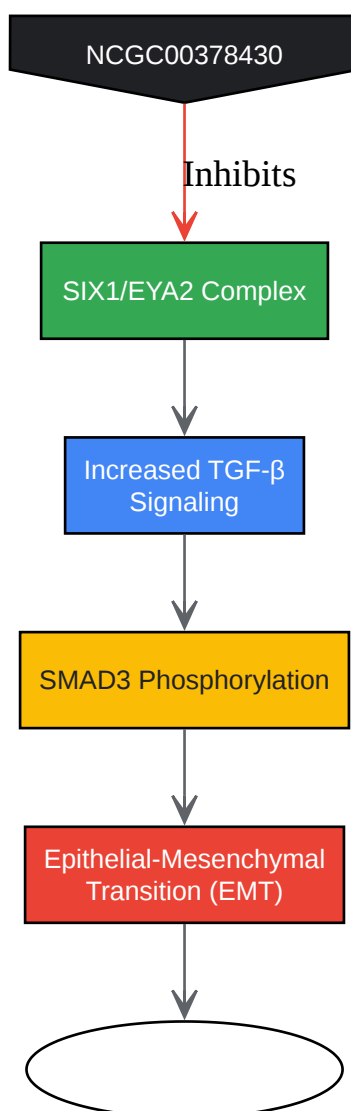 NCGC00378430
Inhibits
SIX1/EYA2 Complex
Increased TGF-β
Signaling
SMAD3 Phosphorylation
Epithelial-Mesenchymal
Transition (EMT)